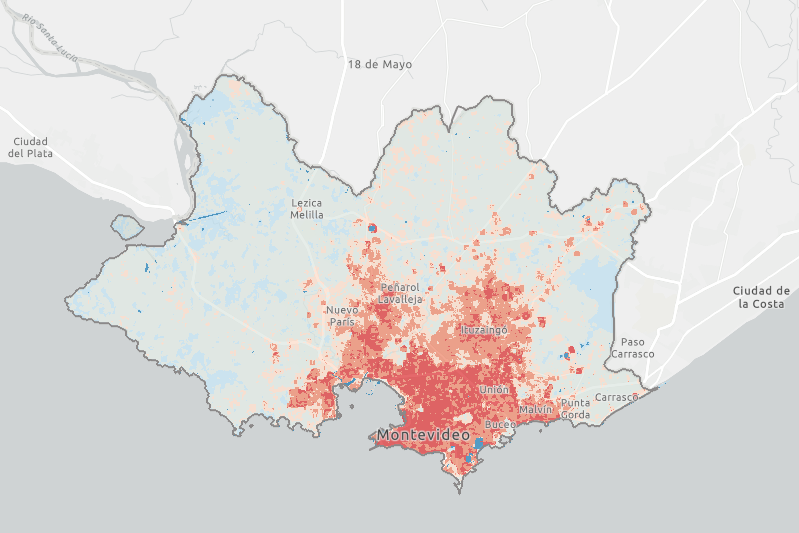 Río Santa Lucía
18 de Mayo
Ciudad
del Plata
Lezica
Melilla
Peñarol
Lavalleja
Nuevo
París
Ituzaingó
Ciudad de
la Costa
Paso
Carrasco
Unión
Malvín
Punta
Gorda
Carrasco
Buceo
Montevideo